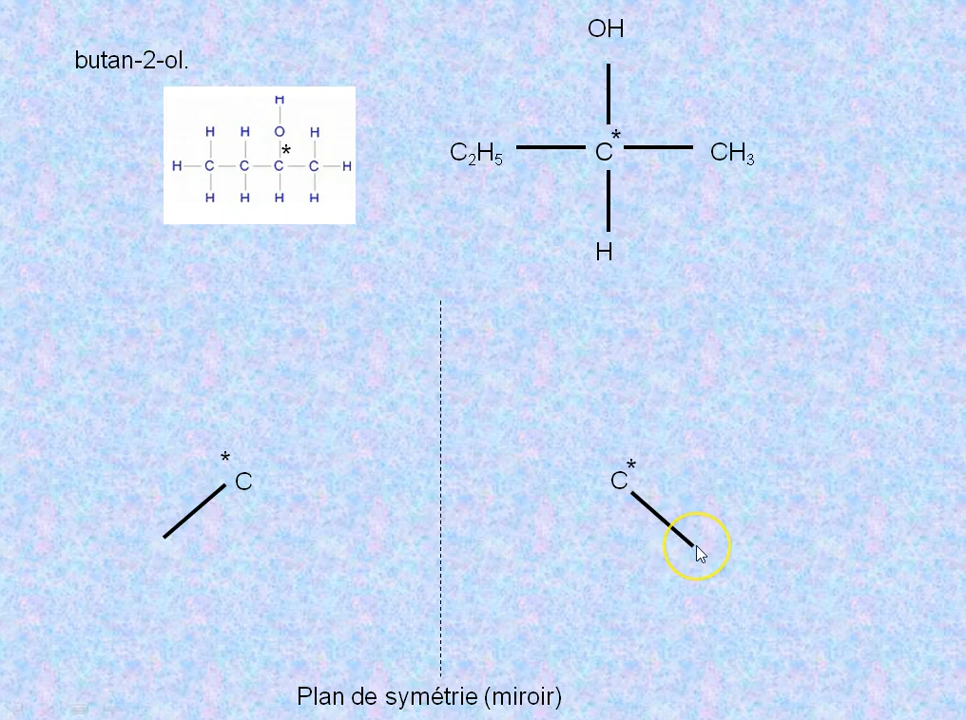 butan-2-ol.
H
H H O H
*
H C C C C H
H H H H
OH
*
C₂H₅ C CH₃
H
*
C
*
C
Plan de symétrie (miroir)